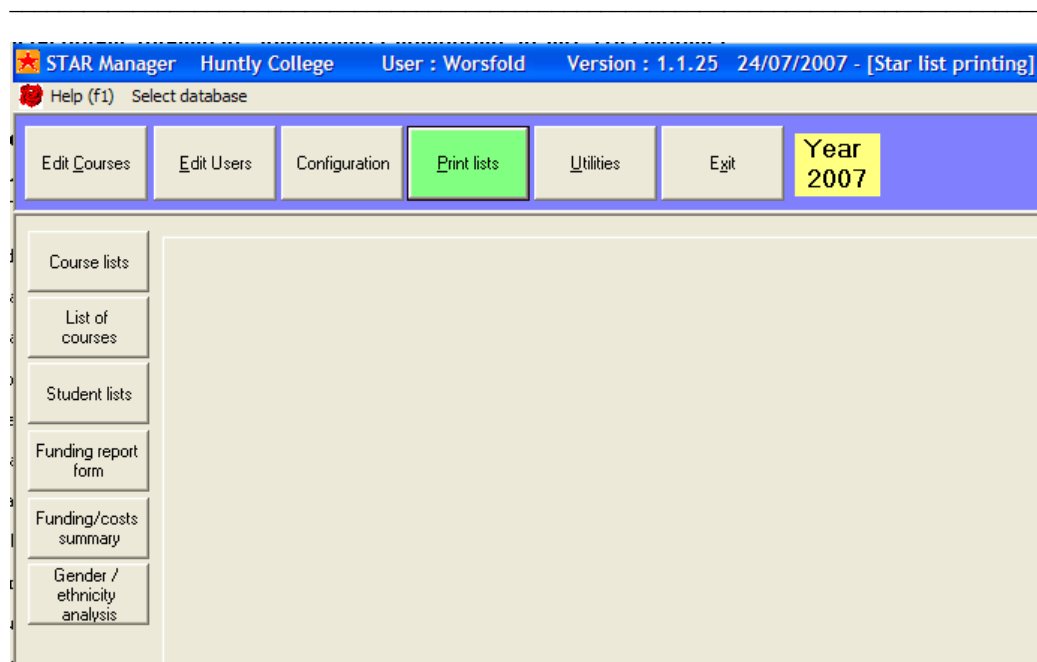 STAR Manager Huntly College User : Worsfold Version : 1.1.25 24/07/2007 - [Star list printing]
Help (f1) Select database
Edit Courses Edit Users Configuration Print lists Utilities Exit
Year
2007
Course lists
List of
courses
Student lists
Funding report
form
Funding/costs
summary
Gender /
ethnicity
analysis